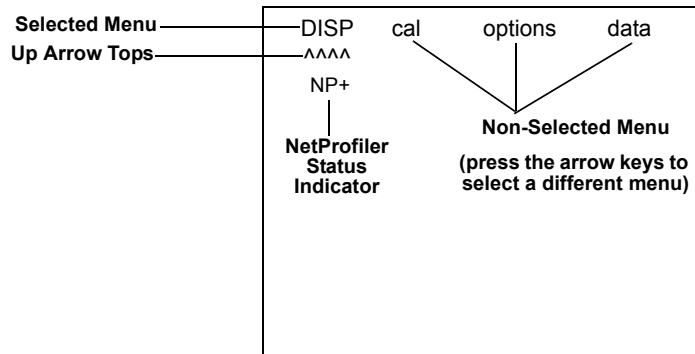 Selected Menu DISP cal options data
Up Arrow Tops ^^^^
NP+
NetProfiler
Status
Indicator
Non-Selected Menu
(press the arrow keys to
select a different menu)